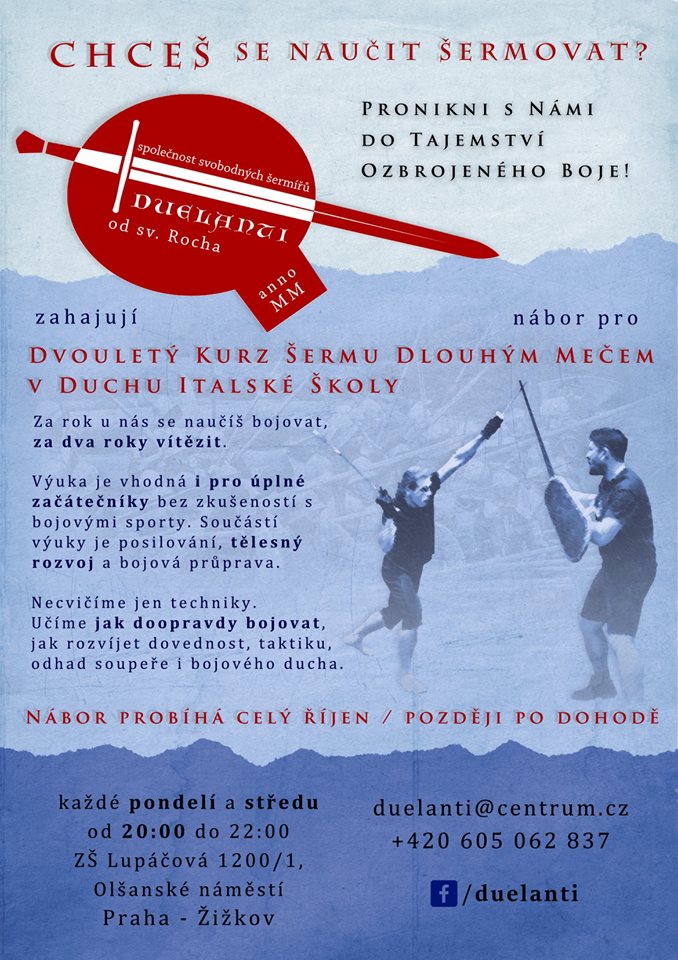 CHCEŠ SE NAUČIT ŠERMOVAT?
PRONIKNI S NÁMI
DO TAJEMSTVÍ
OZBROJENÉHO BOJE!
společnost svobodných šermířů
DUELANTI
od sv. Rocha
anno
MM
zahajují nábor pro
DVOULETÝ KURZ ŠERMU DLOUHÝM MEČEM
V DUCHU ITALSKÉ ŠKOLY
Za rok u nás se naučíš bojovat,
za dva roky vítězit.
Výuka je vhodná i pro úplné
začátečníky bez zkušeností s
bojovými sporty. Součástí
výuky je posilování, tělesný
rozvoj a bojová průprava.
Necvičíme jen techniky.
Učíme jak doopravdy bojovat,
jak rozvíjet dovednost, taktiku,
odhad soupeře i bojového ducha.
NÁBOR PROBÍHÁ CELÝ ŘÍJEN / POZDĚJI PO DOHODĚ
každé pondelí a středu
od 20:00 do 22:00
ZŠ Lupáčová 1200/1,
Olšanské náměstí
Praha - Žižkov
duelanti@centrum.cz
+420 605 062 837
f /duelanti